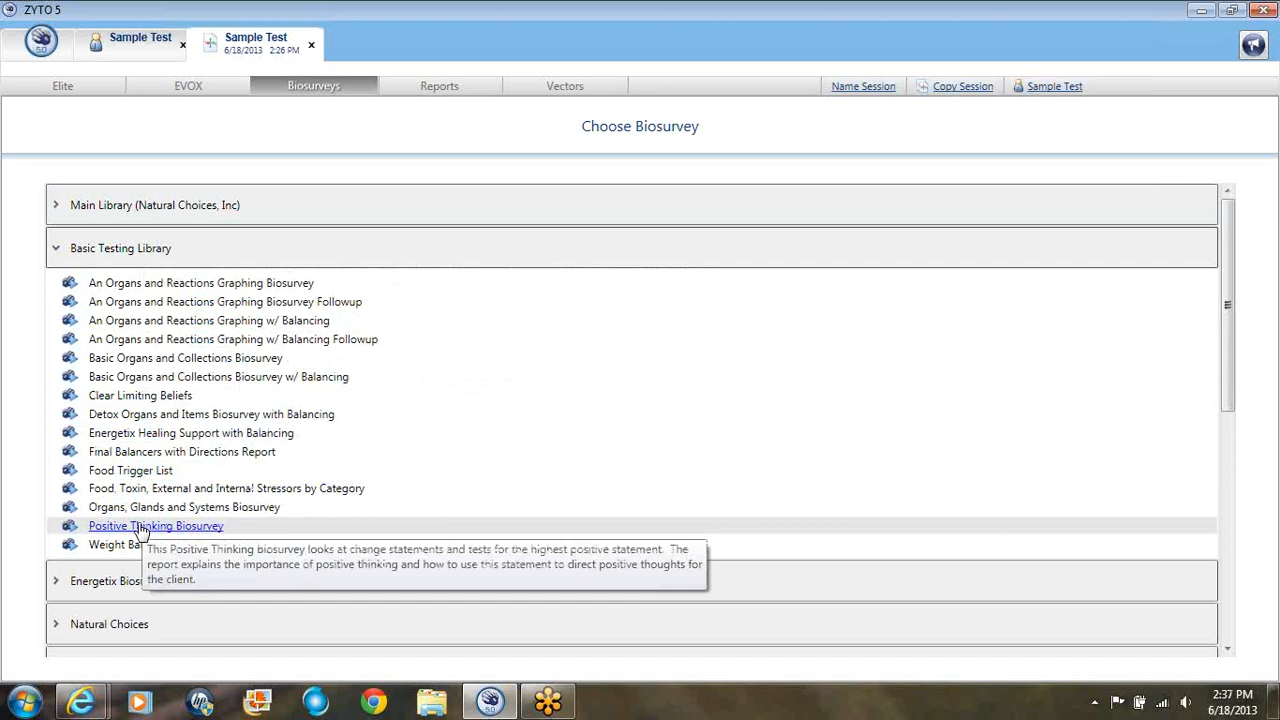 ZYTO 5
Sample Test x
Sample Test x
6/18/2013 2:26 PM
5.0
Elite EVOX Biosurveys Reports Vectors Name Session Copy Session Sample Test
Choose Biosurvey
Main Library (Natural Choices, Inc)
Basic Testing Library
An Organs and Reactions Graphing Biosurvey
An Organs and Reactions Graphing Biosurvey Followup
An Organs and Reactions Graphing w/ Balancing
An Organs and Reactions Graphing w/ Balancing Followup
Basic Organs and Collections Biosurvey
Basic Organs and Collections Biosurvey w/ Balancing
Clear Limiting Beliefs
Detox Organs and Items Biosurvey with Balancing
Energetix Healing Support with Balancing
Final Balancers with Directions Report
Food Trigger List
Food, Toxin, External and Internal Stressors by Category
Organs, Glands and Systems Biosurvey
Positive Thinking Biosurvey
Weight Ba
This Positive Thinking biosurvey looks at change statements and tests for the highest positive statement. The
report explains the importance of positive thinking and how to use this statement to direct positive thoughts for
the client.
Energetix Bios
Natural Choices
5.0
2:37 PM
6/18/2013